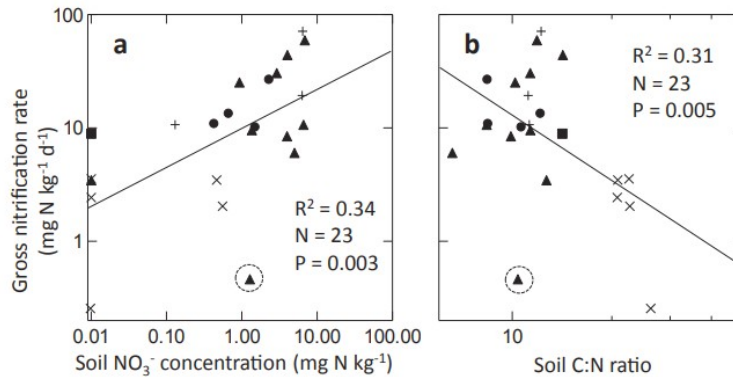 a
b
100
10
1
Gross nitrification rate
(mg N kg⁻¹ d⁻¹)
R² = 0.34
N = 23
P = 0.003
R² = 0.31
N = 23
P = 0.005
0.01 0.10 1.00 10.00 100.00
10
Soil NO₃⁻ concentration (mg N kg⁻¹)
Soil C:N ratio